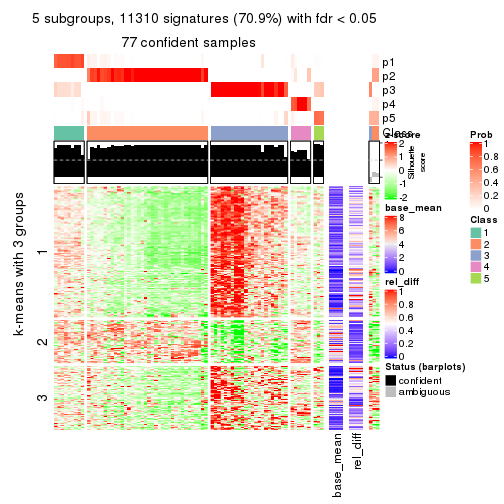 5 subgroups, 11310 signatures (70.9%) with fdr < 0.05
77 confident samples
p1
p2
p3
p4
p5
Class
k-means with 3 groups
1
2
3
Silhouette
score
z-score
2
1
0
-1
-2
base_mean
8
6
4
2
0
rel_diff
1
0.8
0.6
0.4
0.2
0
Status (barplots)
confident
ambiguous
Prob
1
0.8
0.6
0.4
0.2
0
Class
1
2
3
4
5
base_mean
rel_diff